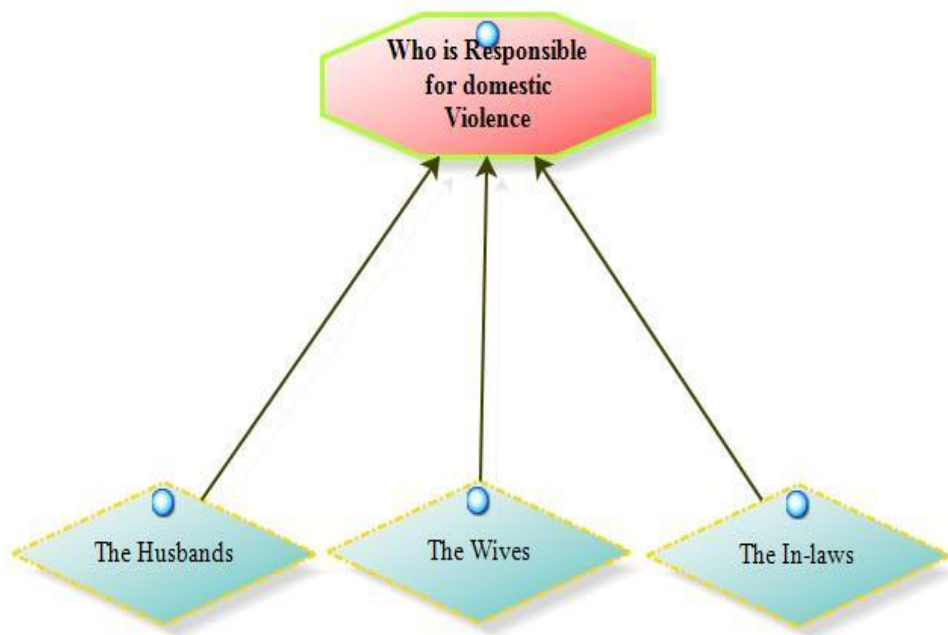 Who is Responsible
for domestic
Violence
The Husbands
The Wives
The In-laws